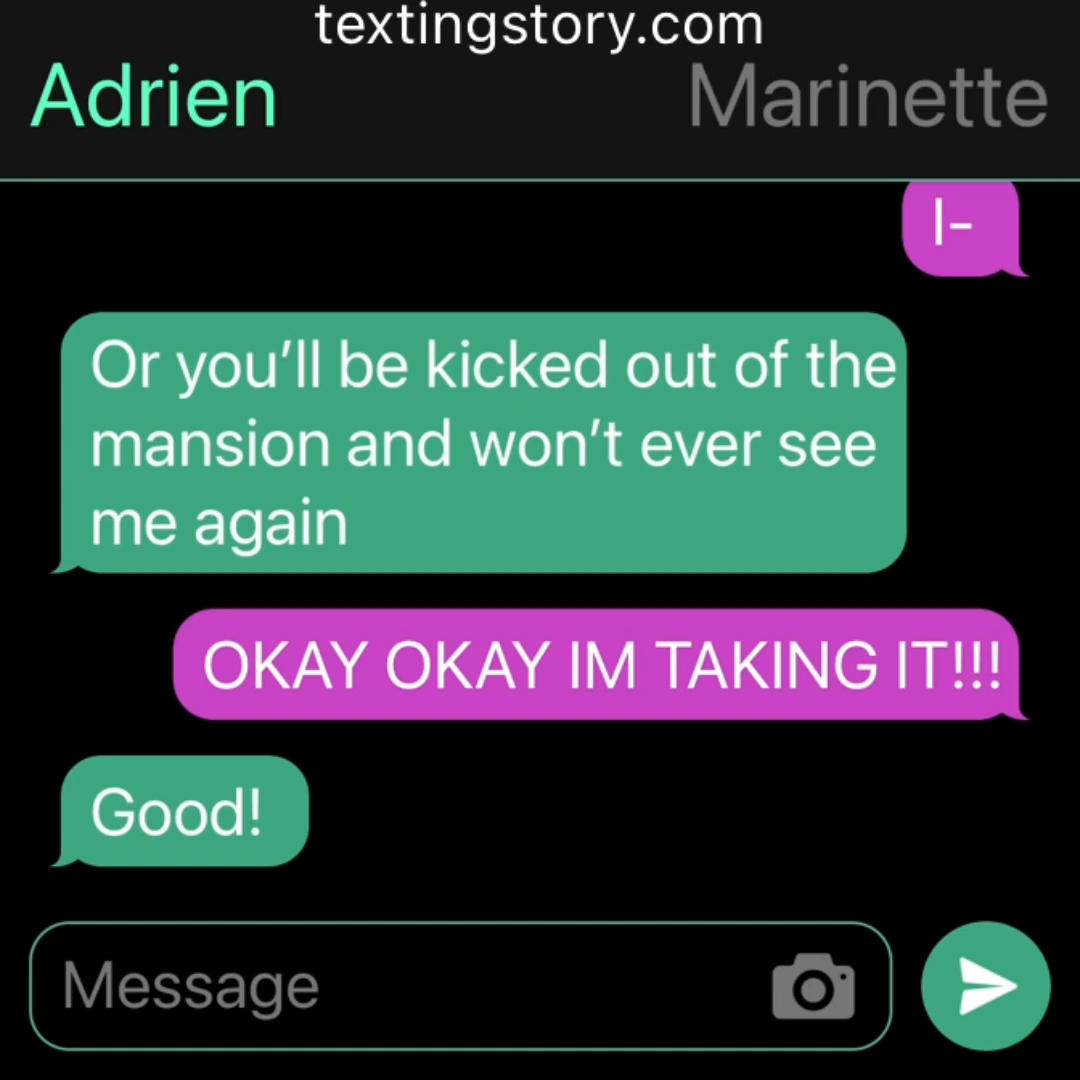 textingstory.com
Adrien Marinette
I-
Or you’ll be kicked out of the
mansion and won’t ever see
me again
OKAY OKAY IM TAKING IT!!!
Good!
Message